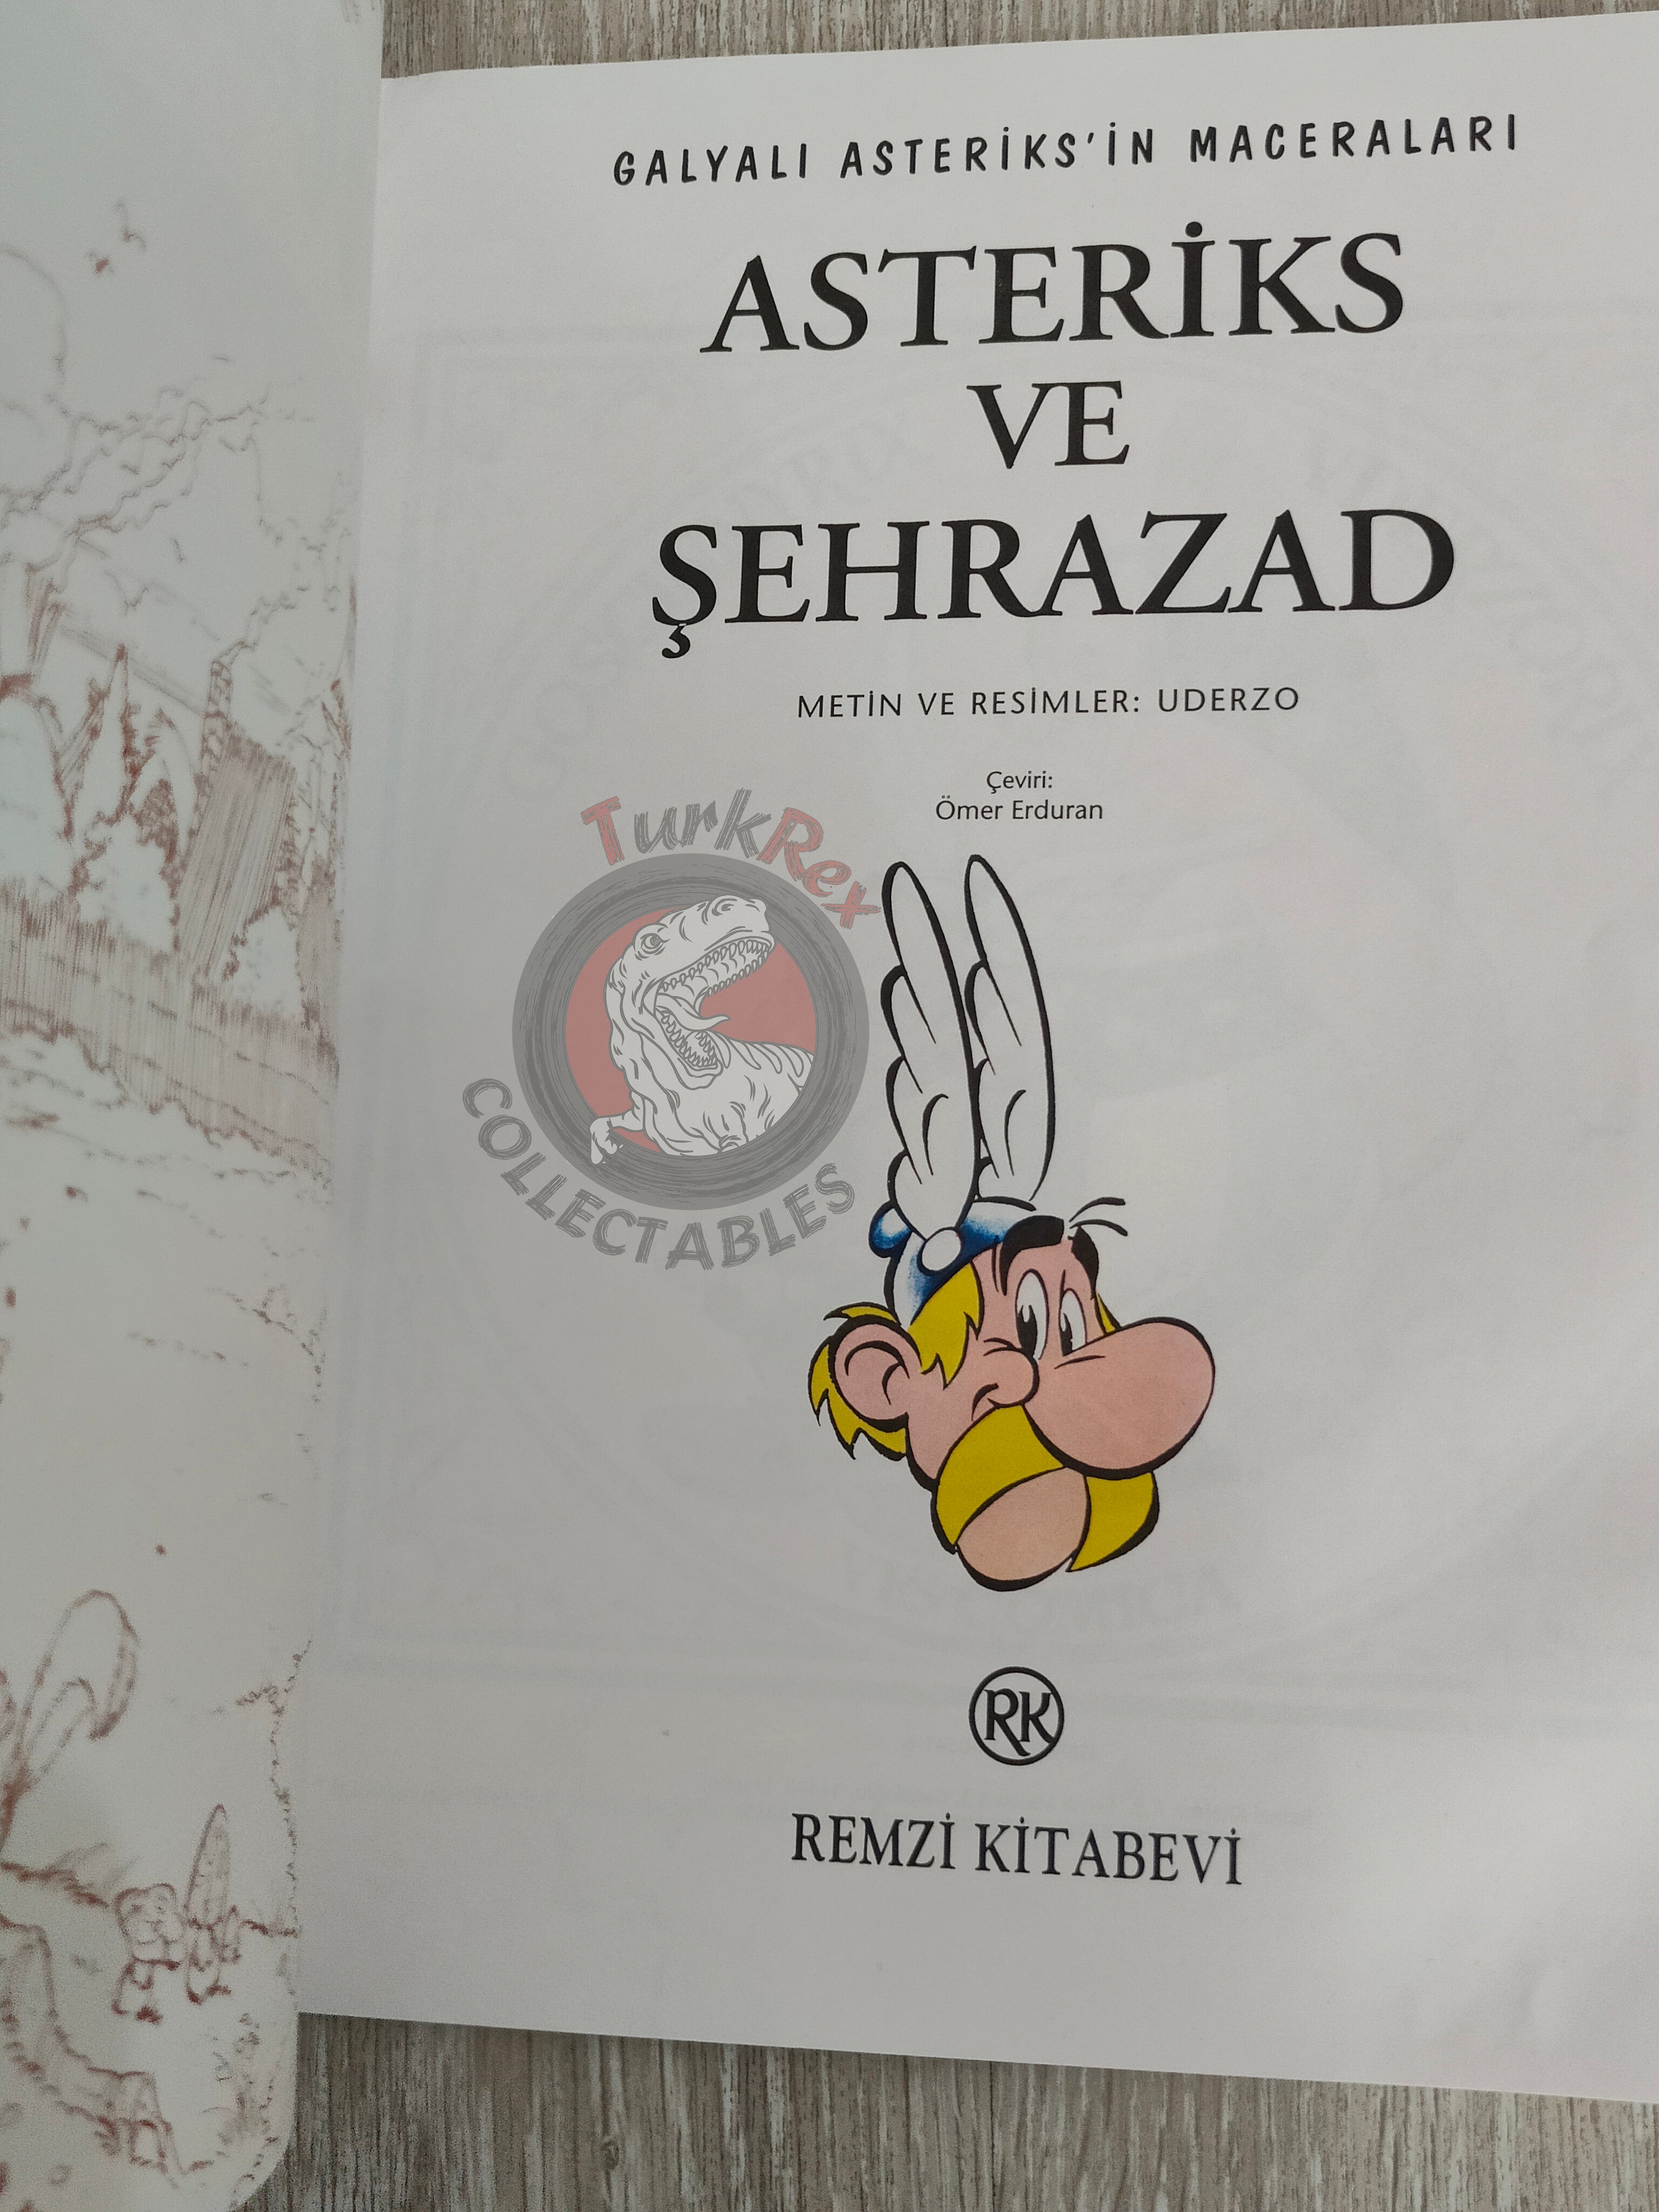 GALYALI ASTERİKS'İN MACERALARI
ASTERİKS
VE
ŞEHRAZAD
METİN VE RESİMLER: UDERZO
Çeviri:
Ömer Erduran
TurkRex
COLLECTABLES
RK
REMZİ KİTABEVİ